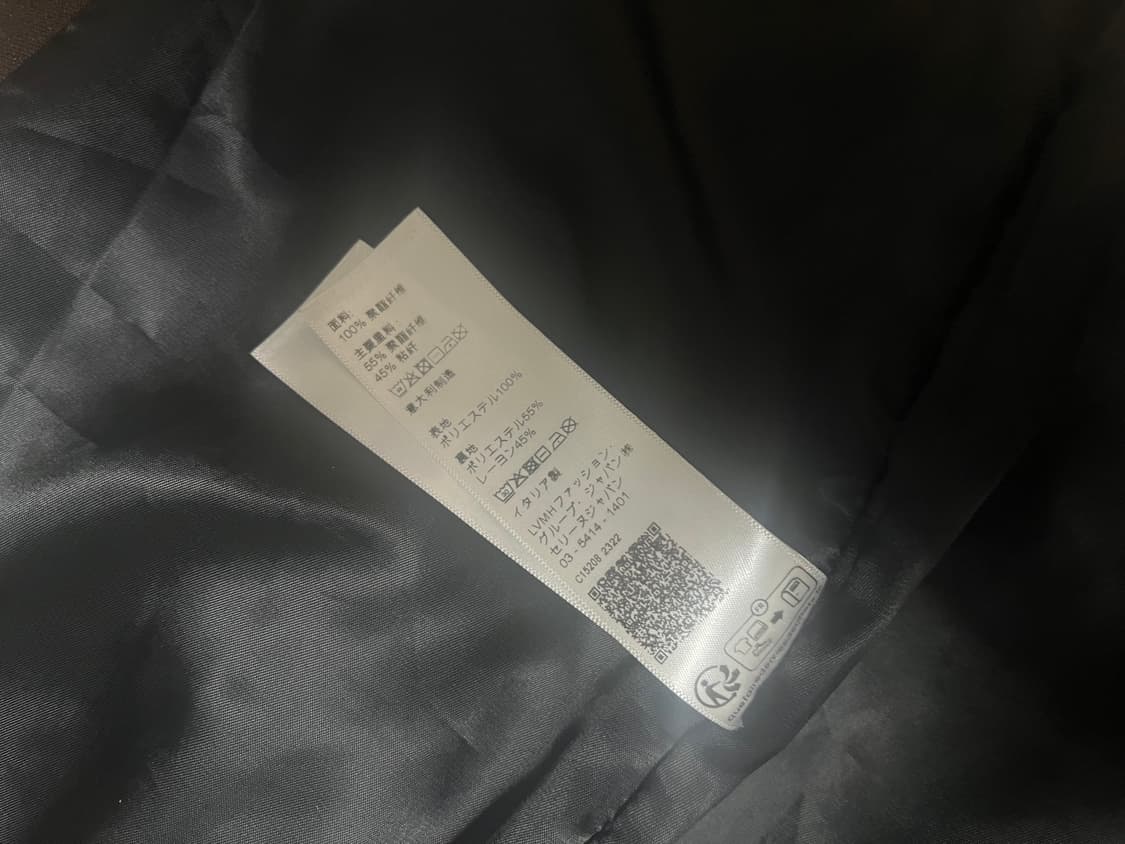 面料:
100% 聚酯纤维
主要里料:
55% 聚酯纤维
45% 粘纤
意大利制造
表地
ポリエステル100%
裏地
ポリエステル55%
レーヨン45%
30
イタリア製
LVMHファッション.
グループ、ジャパン㈱
セリーヌジャパン
03-5414-1401
C15208 2322
FR